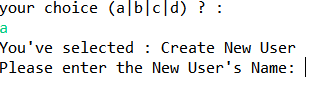 your choice (a|b|c|d) ? :
a
You've selected : Create New User
Please enter the New User's Name: